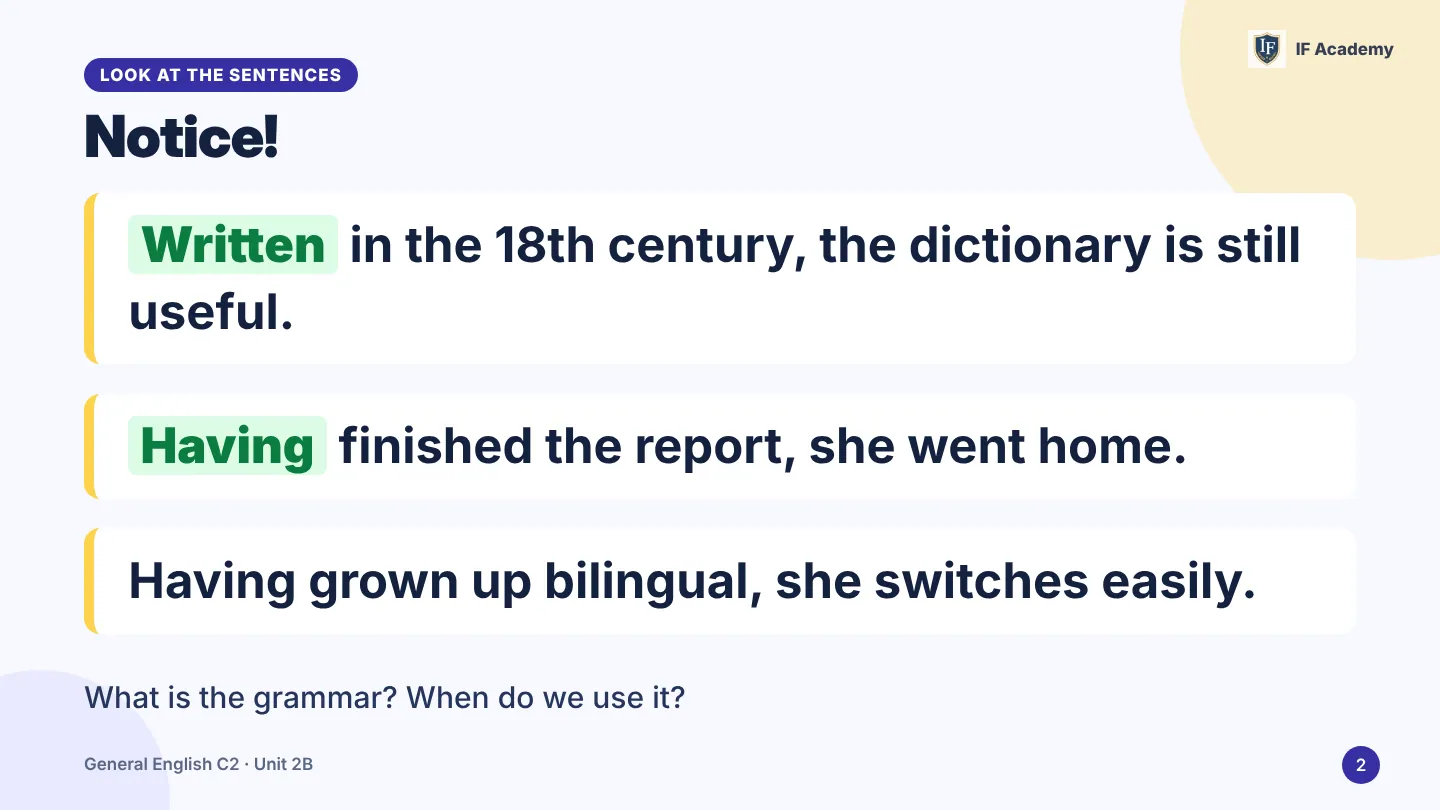 IF Academy
LOOK AT THE SENTENCES
Notice!
Written in the 18th century, the dictionary is still
useful.
Having finished the report, she went home.
Having grown up bilingual, she switches easily.
What is the grammar? When do we use it?
General English C2 · Unit 2B
2